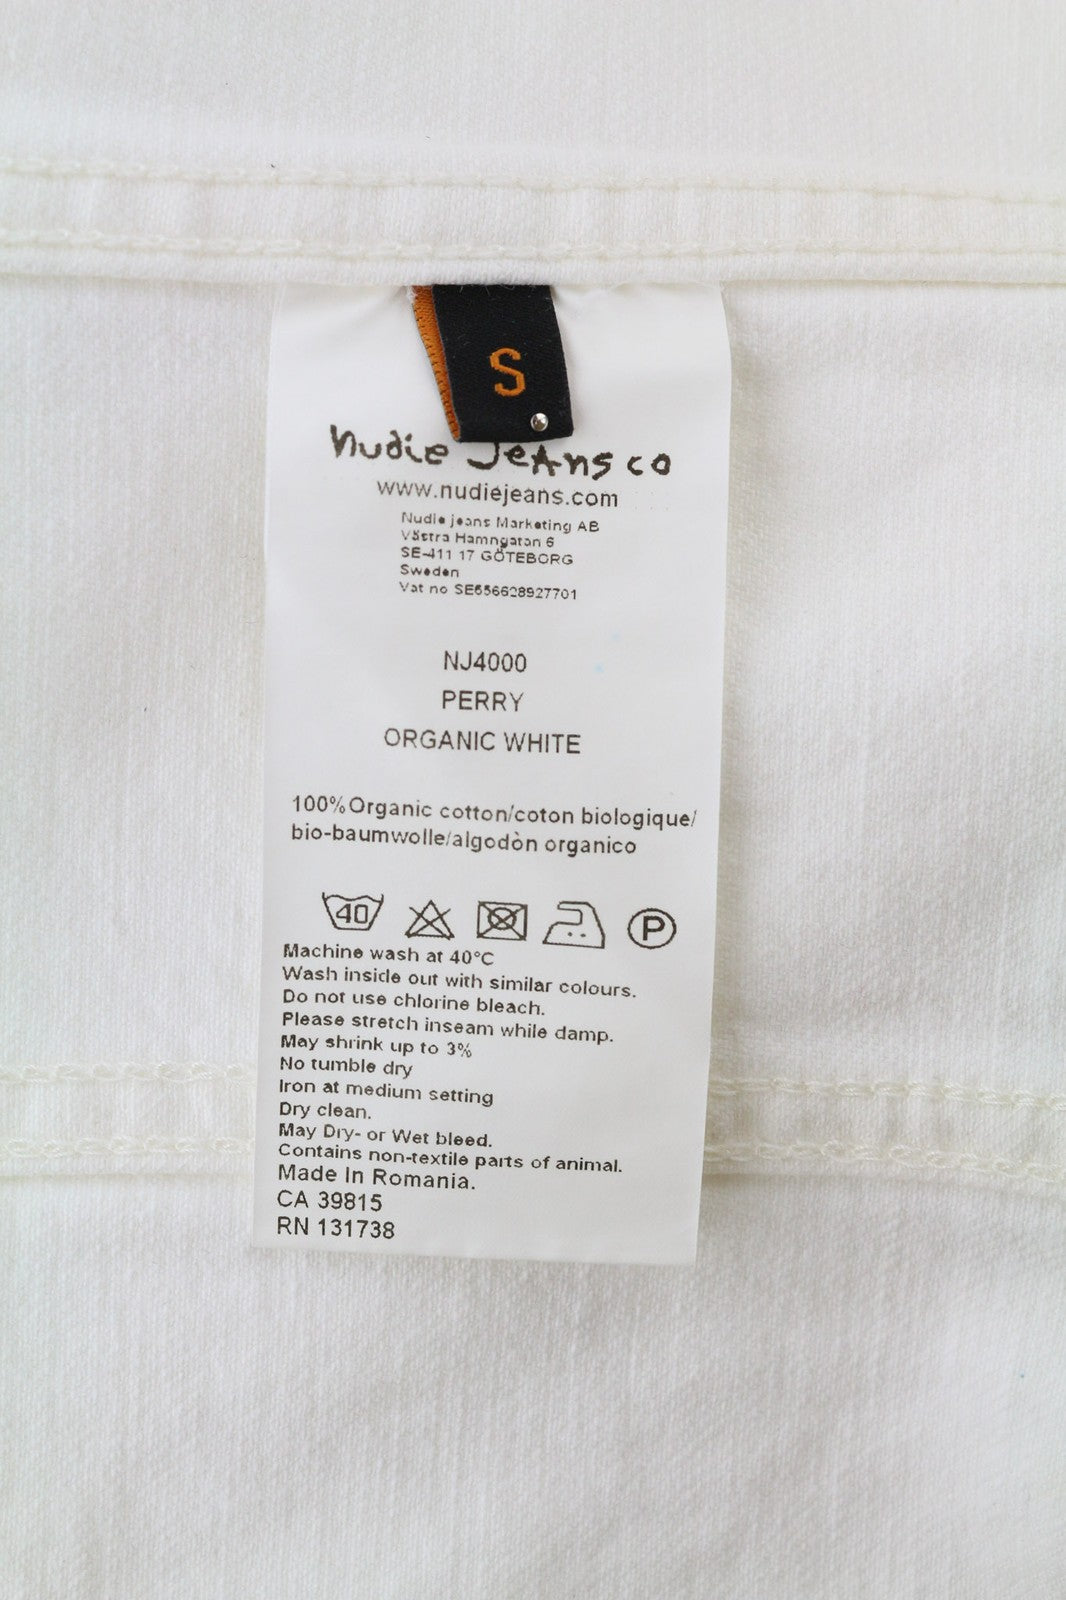 S
nudie Jeans co
www.nudiejeans.com
Nudie jeans Marketing AB
Västra Hamngatan 6
SE-411 17 GÖTEBORG
Sweden
Vat no SE556628927701
NJ4000
PERRY
ORGANIC WHITE
100%Organic cotton/coton biologique/
bio-baumwolle/algodòn organico
40 P
Machine wash at 40°C
Wash inside out with similar colours.
Do not use chlorine bleach.
Please stretch inseam while damp.
May shrink up to 3%
No tumble dry
Iron at medium setting
Dry clean.
May Dry- or Wet bleed.
Contains non-textile parts of animal.
Made In Romania.
CA 39815
RN 131738